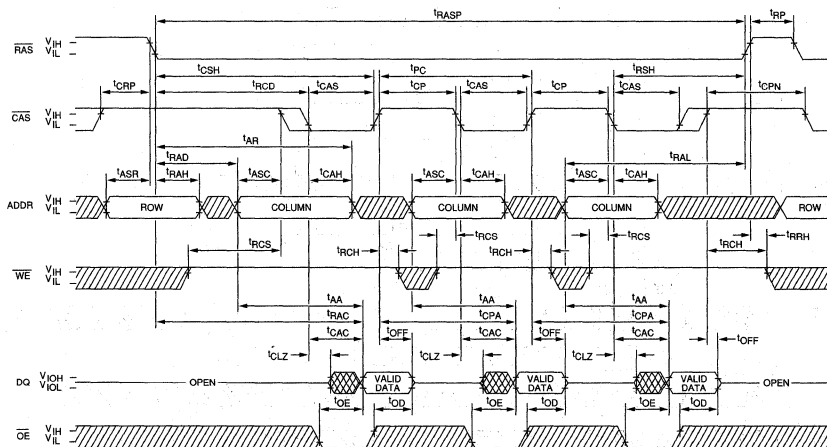 tRASP tRP
RAS VIH
VIL
tCSH tPC tRSH
tCRP tRCD tCAS tCP tCAS tCP tCAS tCPN
CAS VIH
VIL
tAR
tRAD tRAL
tASR tRAH tASC tCAH tASC tCAH tASC tCAH
ADDR VIH
VIL
ROW COLUMN COLUMN COLUMN ROW
tRCS tRCH tRCS tRCH tRCS tRCH tRRH
WE VIH
VIL
tAA tAA tAA
tRAC tCPA tCPA
tCAC tOFF tCAC tOFF tCAC tOFF
tCLZ tCLZ tCLZ
DQ VIOH
VIOL
OPEN VALID DATA VALID DATA VALID DATA OPEN
tOE tOD tOE tOD tOE tOD
OE VIH
VIL